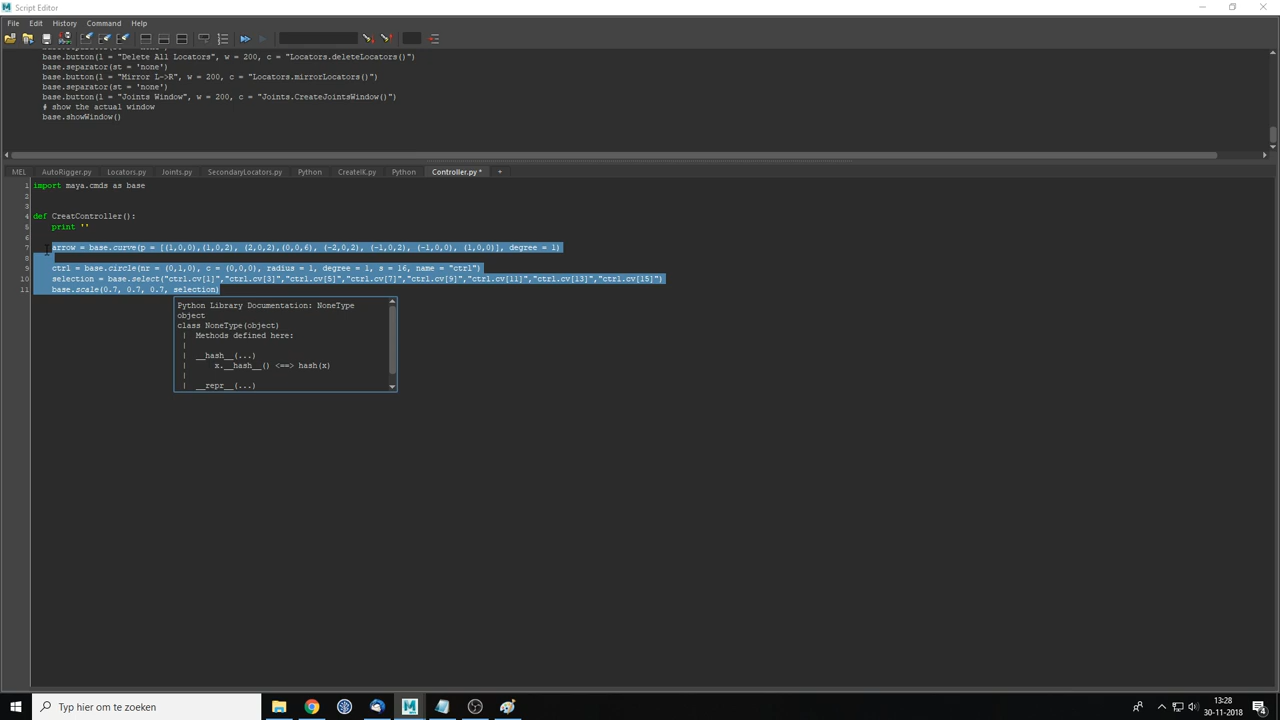 Script Editor
File Edit History Command Help
base.button(l = "Delete All Locators", w = 200, c = "Locators.deleteLocators()")
base.separator(st = 'none')
base.button(l = "Mirror L->R", w = 200, c = "Locators.mirrorLocators()")
base.separator(st = 'none')
base.button(l = "Joints Window", w = 200, c = "Joints.CreateJointsWindow()")
# show the actual window
base.showWindow()
MEL AutoRigger.py Locators.py Joints.py SecondaryLocators.py Python CreateIK.py Python Controller.py * +
1 import maya.cmds as base
2
3
4 def CreatController():
5 print ''
6
7 arrow = base.curve(p = [(1,0,0),(1,0,2), (2,0,2),(0,0,6), (-2,0,2), (-1,0,2), (-1,0,0), (1,0,0)], degree = 1)
8
9 ctrl = base.circle(nr = (0,1,0), c = (0,0,0), radius = 1, degree = 1, s = 16, name = "ctrl")
10 selection = base.select("ctrl.cv[1]","ctrl.cv[3]","ctrl.cv[5]","ctrl.cv[7]","ctrl.cv[9]","ctrl.cv[11]","ctrl.cv[13]","ctrl.cv[15]")
11 base.scale(0.7, 0.7, 0.7, selection)
Python Library Documentation: NoneType
object
class NoneType(object)
| Methods defined here:
|
| __hash__(...)
| x.__hash__() <==> hash(x)
|
| __repr__(...)
Typ hier om te zoeken
13:28
30-11-2018
4